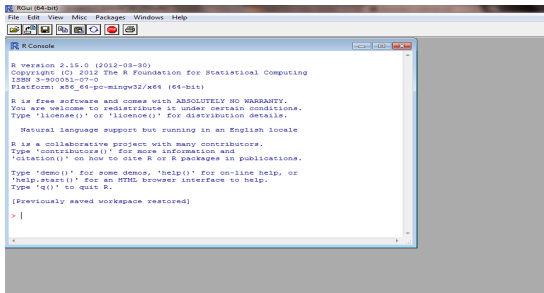 RGui (64-bit)
File Edit View Misc Packages Windows Help
R Console
R version 2.15.0 (2012-03-30)
Copyright (C) 2012 The R Foundation for Statistical Computing
ISBN 3-900051-07-0
Platform: x86_64-pc-mingw32/x64 (64-bit)
R is free software and comes with ABSOLUTELY NO WARRANTY.
You are welcome to redistribute it under certain conditions.
Type 'license()' or 'licence()' for distribution details.
Natural language support but running in an English locale
R is a collaborative project with many contributors.
Type 'contributors()' for more information and
'citation()' on how to cite R or R packages in publications.
Type 'demo()' for some demos, 'help()' for on-line help, or
'help.start()' for an HTML browser interface to help.
Type 'q()' to quit R.
[Previously saved workspace restored]
>